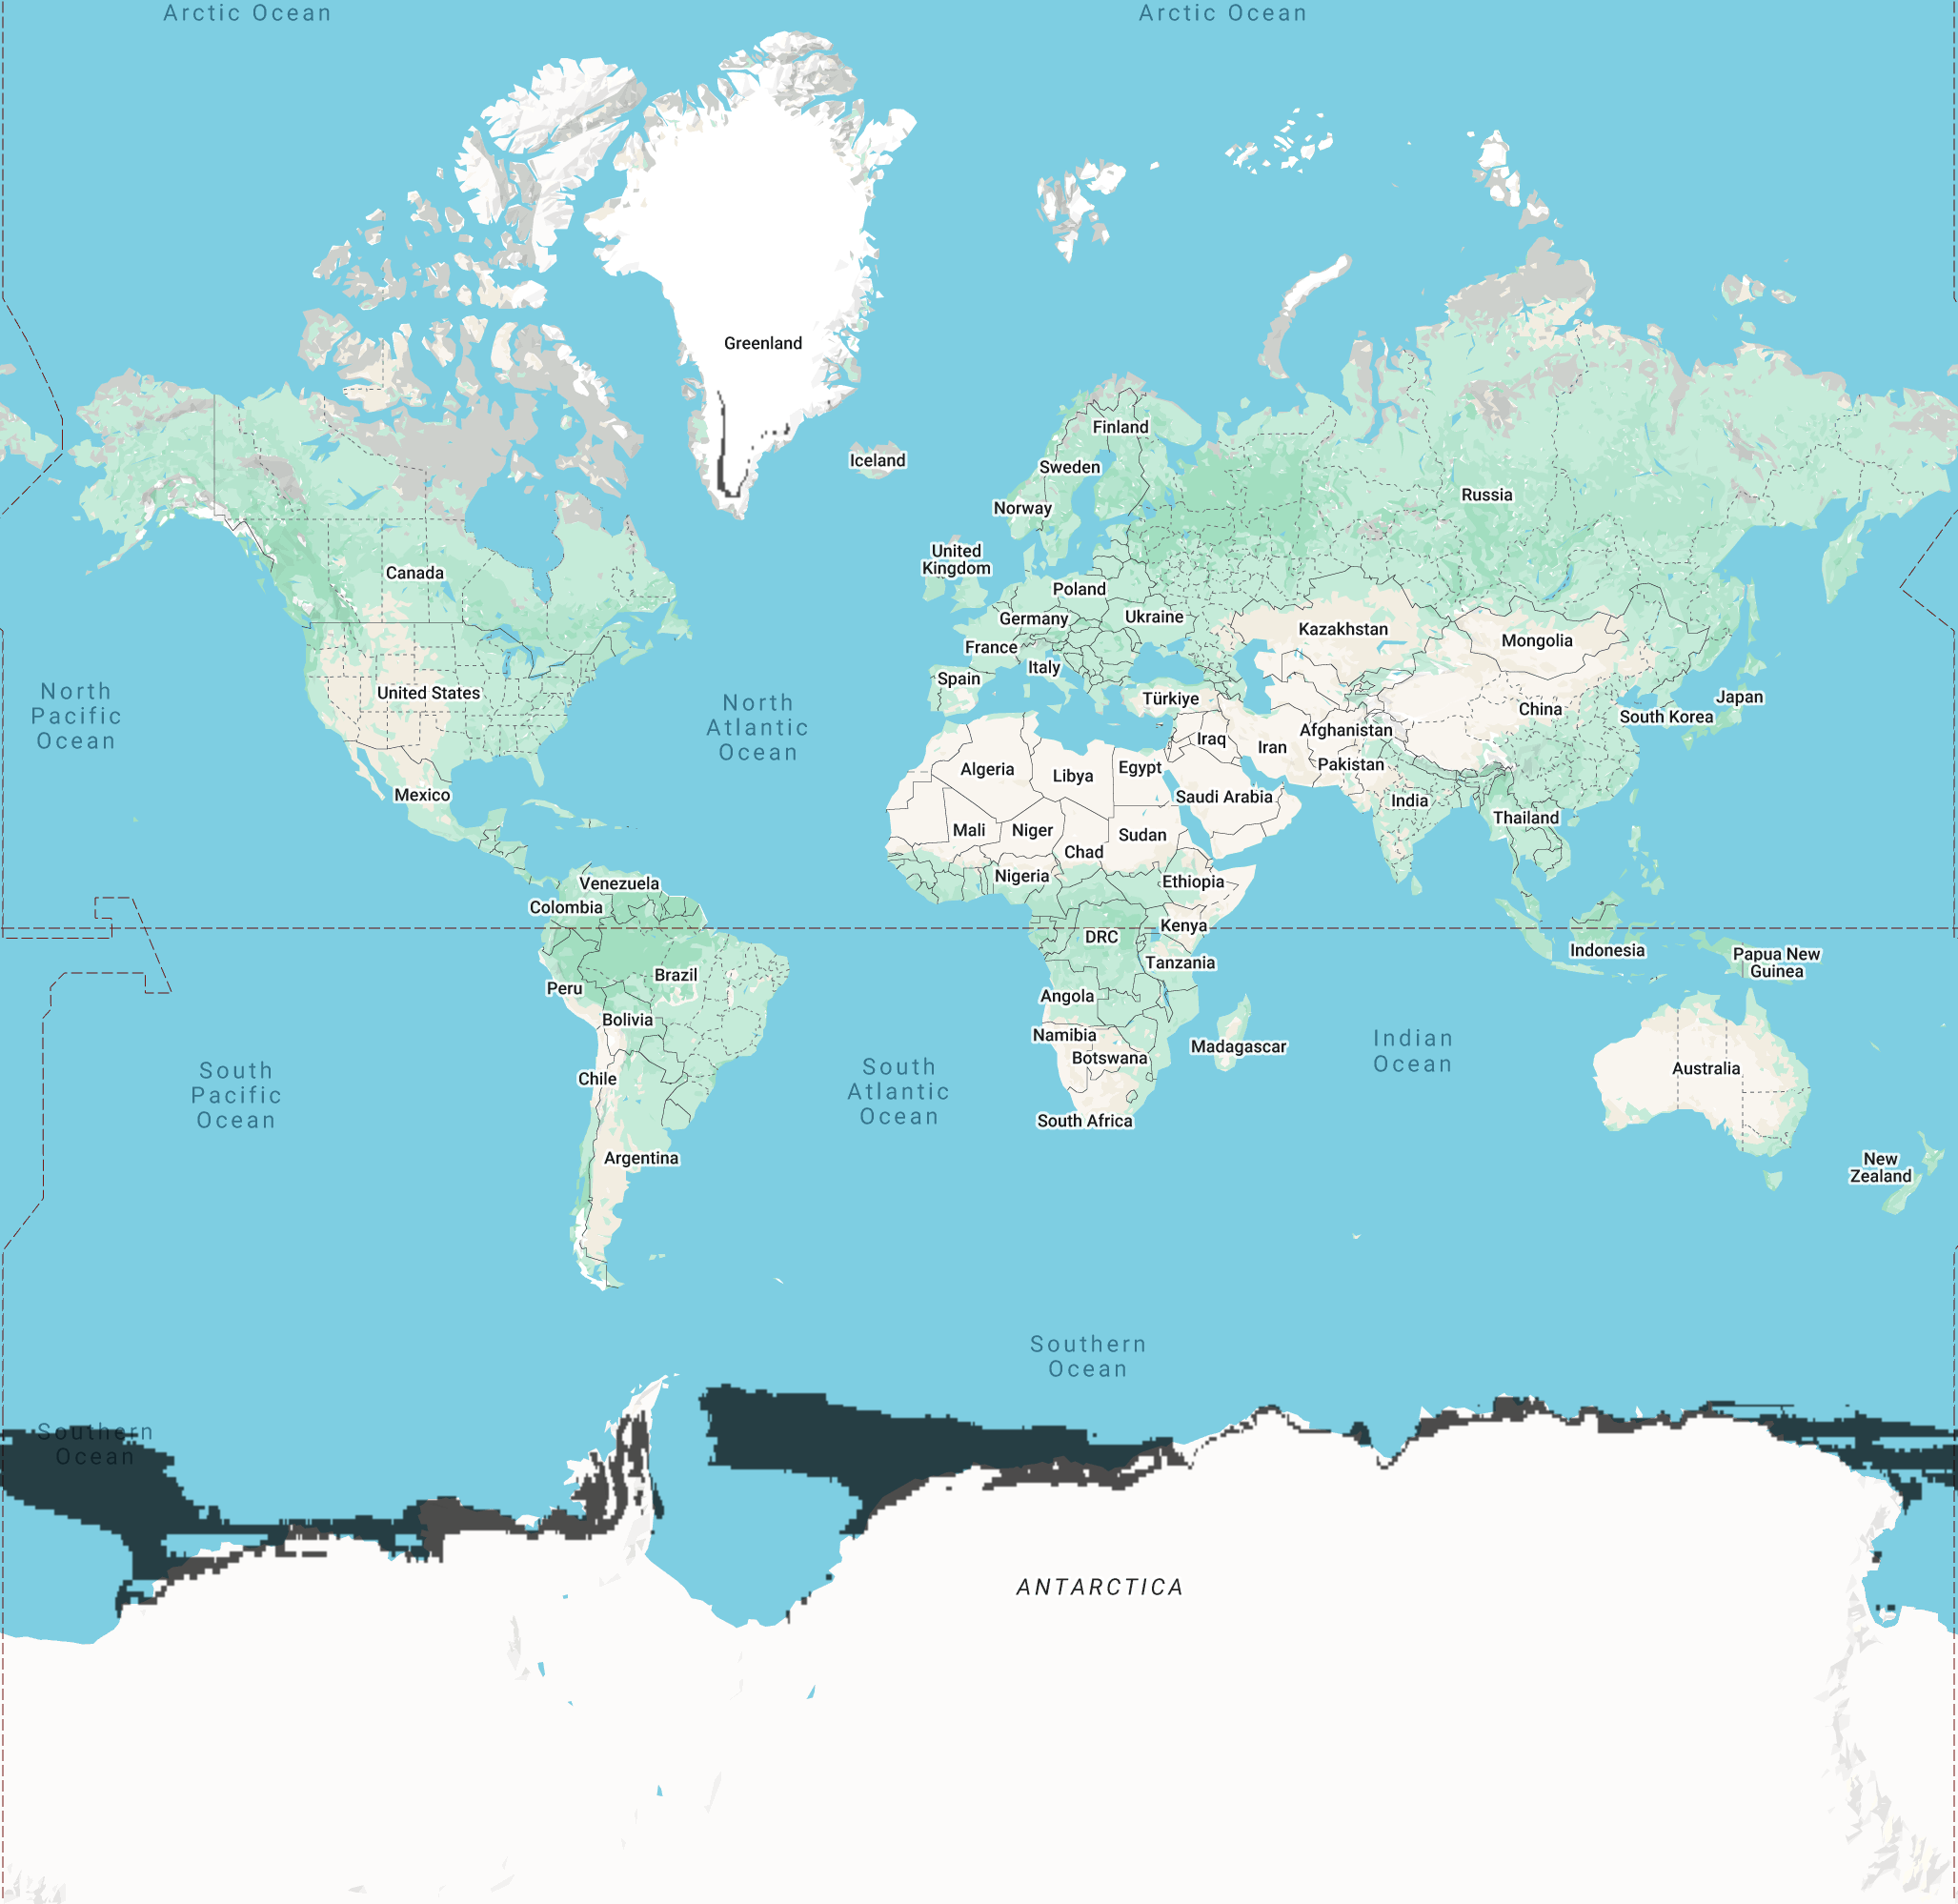 Arctic Ocean
Arctic Ocean
Greenland
Finland
Iceland
Sweden
Russia
Norway
United
Kingdom
Canada
Poland
Germany
Ukraine
Kazakhstan
Mongolia
France
Italy
Spain
United States
Türkiye
Japan
China
South Korea
North
Pacific
Ocean
North
Atlantic
Ocean
Afghanistan
Iraq
Iran
Pakistan
Algeria
Libya
Egypt
Saudi Arabia
India
Mexico
Thailand
Mali
Niger
Sudan
Chad
Nigeria
Ethiopia
Venezuela
Colombia
Kenya
DRC
Indonesia
Papua New
Guinea
Tanzania
Brazil
Peru
Angola
Bolivia
Namibia
Madagascar
Botswana
Indian
Ocean
Australia
Chile
South
Pacific
Ocean
South
Atlantic
Ocean
South Africa
Argentina
New
Zealand
Southern
Ocean
Southern
Ocean
ANTARCTICA